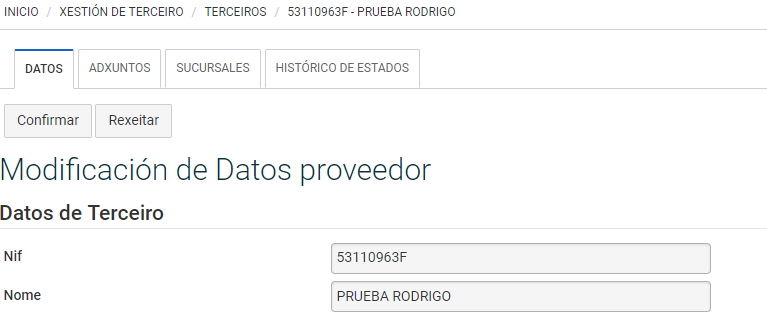 INICIO / XESTIÓN DE TERCEIRO / TERCEIROS / 53110963F - PRUEBA RODRIGO
DATOS ADXUNTOS SUCURSALES HISTÓRICO DE ESTADOS
Confirmar Rexeitar
Modificación de Datos proveedor
Datos de Terceiro
Nif 53110963F
Nome PRUEBA RODRIGO